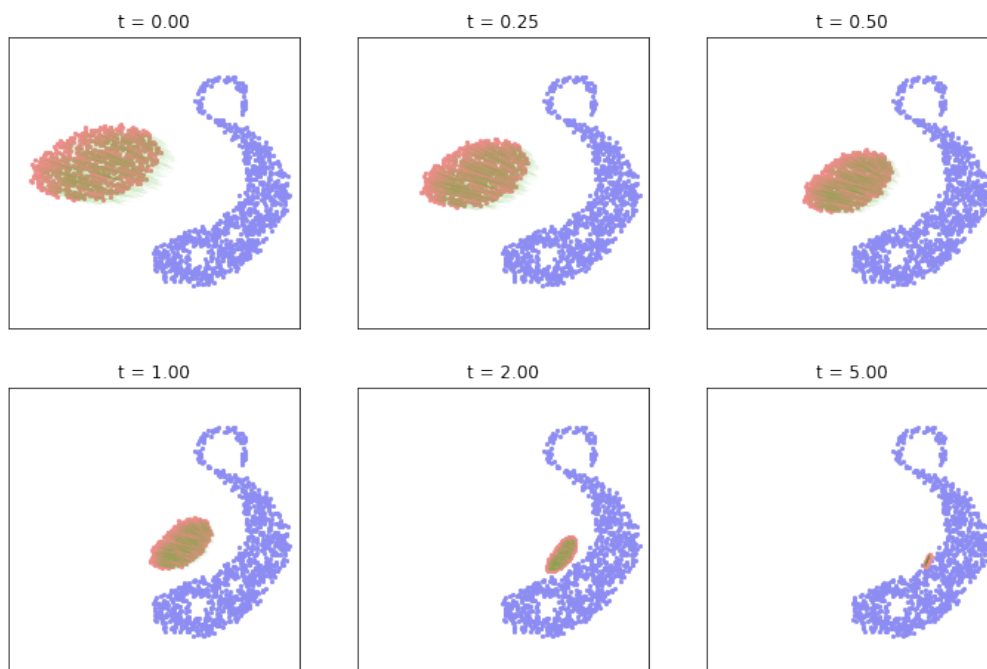 t = 0.00
t = 0.25
t = 0.50
t = 1.00
t = 2.00
t = 5.00